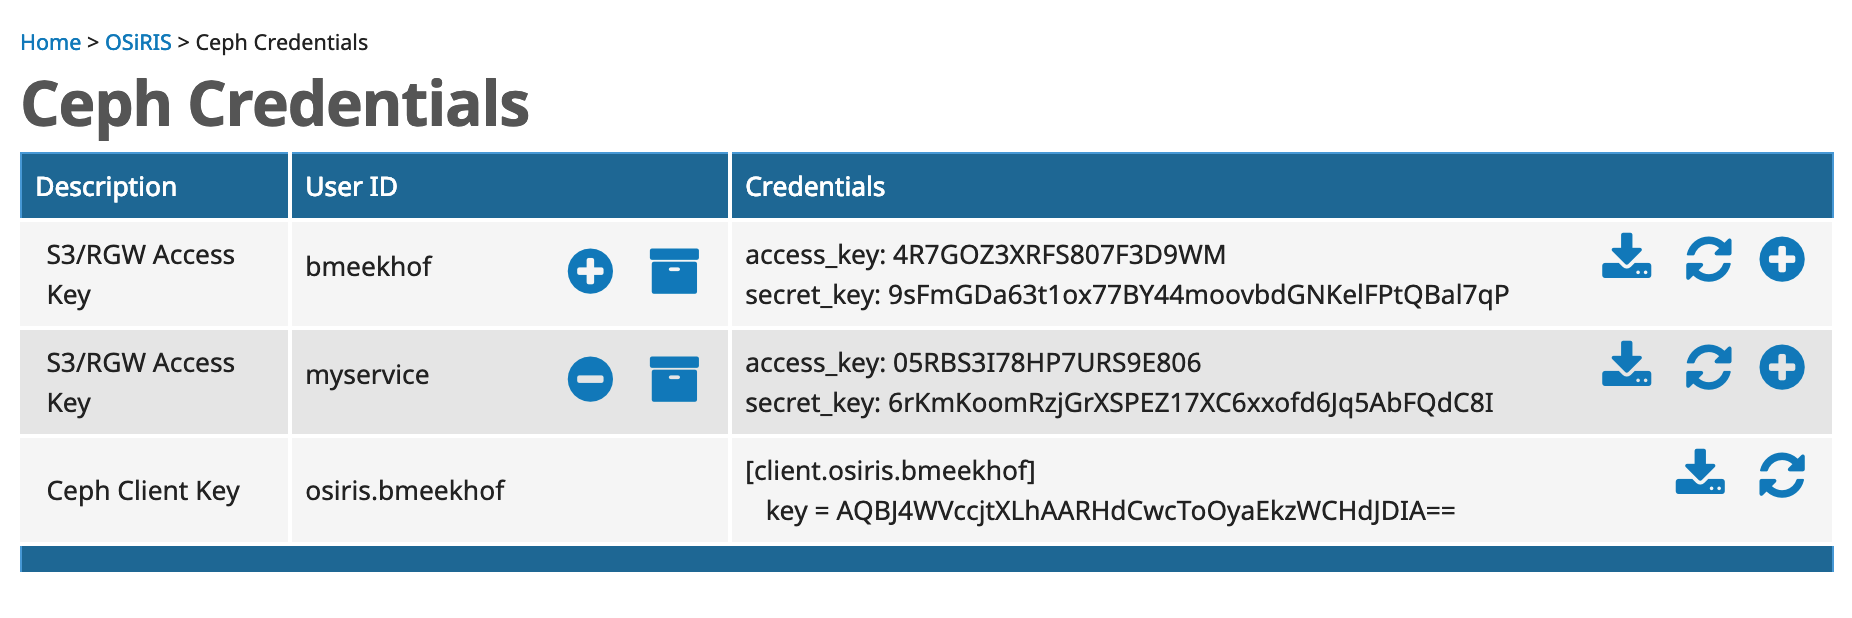 Home > OSiRIS > Ceph Credentials
Ceph Credentials
Description User ID Credentials
S3/RGW Access Key bmeekhof access_key: 4R7GOZ3XRFS807F3D9WM
secret_key: 9sFmGDa63t1ox77BY44moovbdGNKelFPtQBal7qP
S3/RGW Access Key myservice access_key: 05RBS3I78HP7URS9E806
secret_key: 6rKmKoomRzjGrXSPEZ17XC6xxofd6Jq5AbFQdC8I
Ceph Client Key osiris.bmeekhof [client.osiris.bmeekhof]
key = AQBJ4WVccjtXLhAARHdCwcToOyaEkzWCHdJDIA==